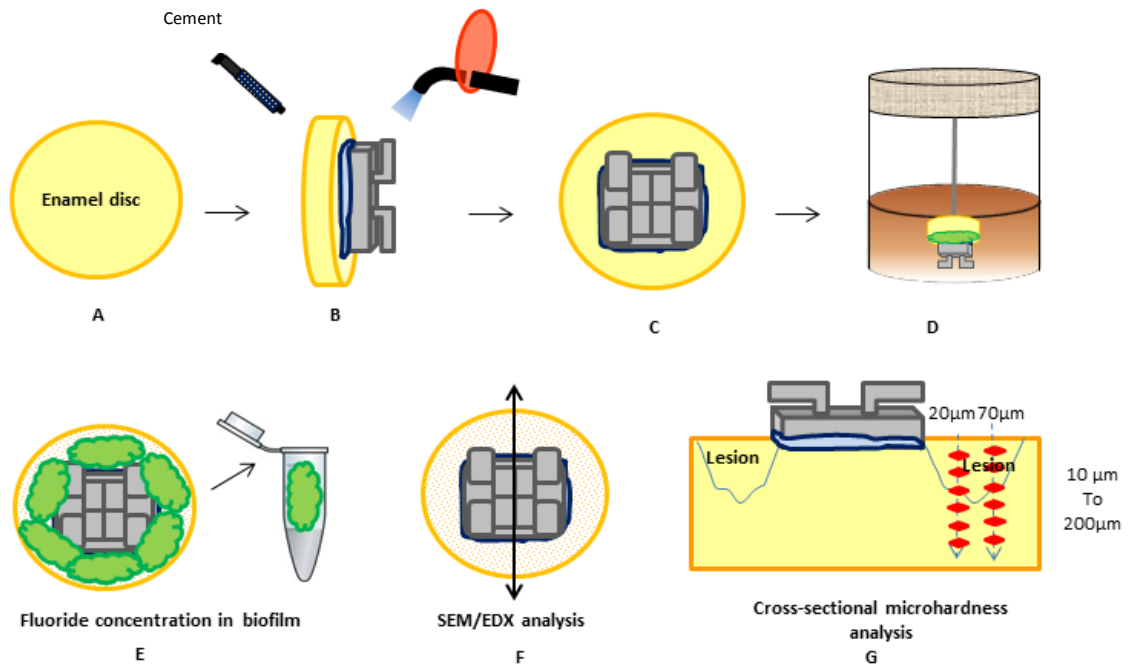 Cement
Enamel disc
A
B
C
D
Fluoride concentration in biofilm
E
SEM/EDX analysis
F
20µm 70µm
Lesion
Lesion
10 µm
To
200µm
Cross-sectional microhardness
analysis
G